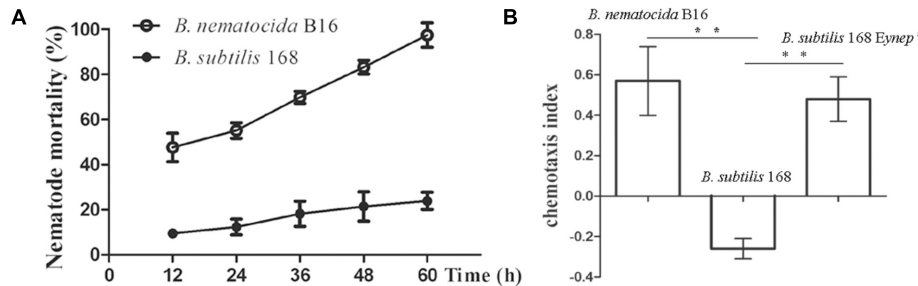 A
Nematode mortality (%)
100
80
60
40
20
0
B. nematocida B16
B. subtilis 168
0 12 24 36 48 60 Time (h)
B
B. nematocida B16
* *
B. subtilis 168 Eynep+
* *
chemotaxis index
0.8
0.6
0.4
0.2
0.0
-0.2
-0.4
B. subtilis 168